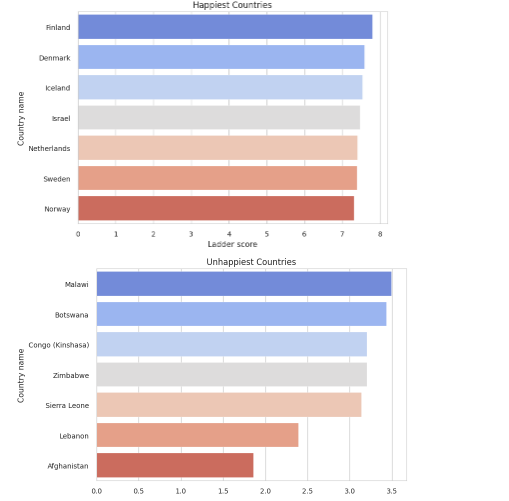 Happiest Countries
Finland
Denmark
Iceland
Israel
Netherlands
Sweden
Norway
Country name
0 1 2 3 4 5 6 7 8
Ladder score
Unhappiest Countries
Malawi
Botswana
Congo (Kinshasa)
Zimbabwe
Sierra Leone
Lebanon
Afghanistan
Country name
0.0 0.5 1.0 1.5 2.0 2.5 3.0 3.5